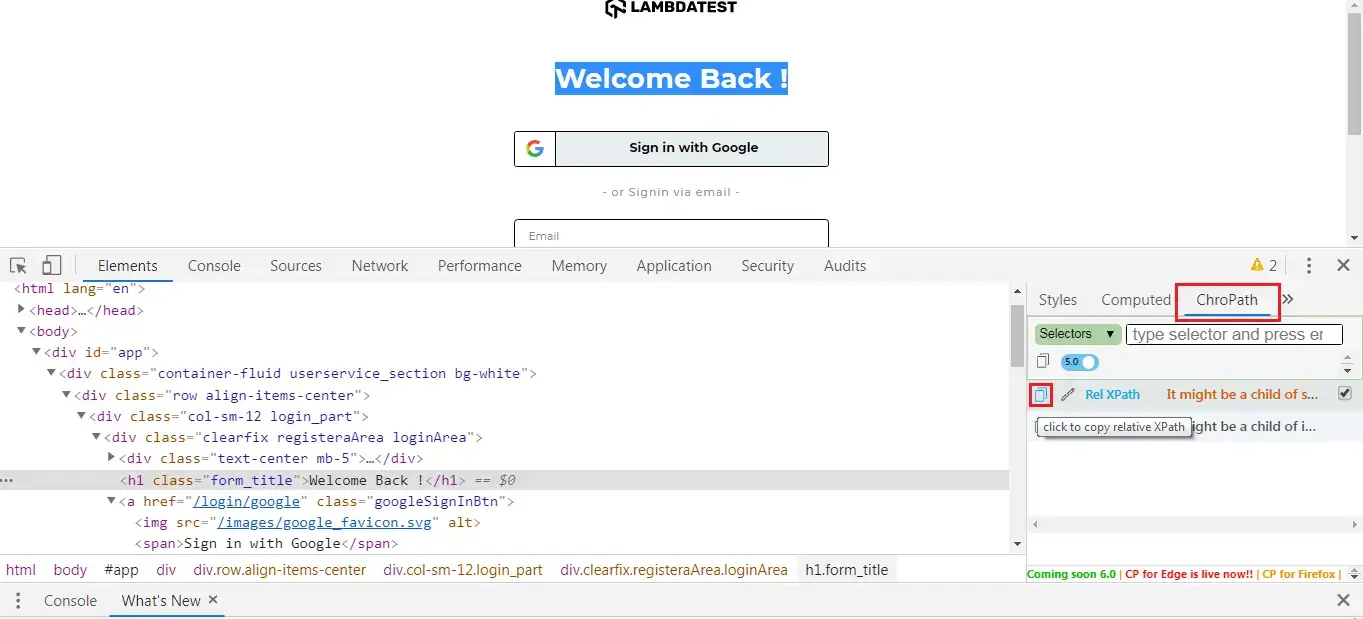 LAMBDATEST
Welcome Back !
Sign in with Google
- or Signin via email -
Email
Elements Console Sources Network Performance Memory Application Security Audits 2
<html lang="en">
<head>…</head>
<body>
<div id="app">
<div class="container-fluid userservice_section bg-white">
<div class="row align-items-center">
<div class="col-sm-12 login_part">
<div class="clearfix registeraArea loginArea">
<div class="text-center mb-5">…</div>
<h1 class="form_title">Welcome Back !</h1> == $0
<a href="/login/google" class="googleSignInBtn">
<img src="/images/google_favicon.svg" alt>
<span>Sign in with Google</span>
html body #app div div.row.align-items-center div.col-sm-12.login_part div.clearfix.registeraArea.loginArea h1.form_title
Styles Computed ChroPath »
Selectors ▼ type selector and press er
5.0
Rel XPath It might be a child of s...
click to copy relative XPath ight be a child of i...
Coming soon 6.0 | CP for Edge is live now!! | CP for Firefox |
Console What's New ×